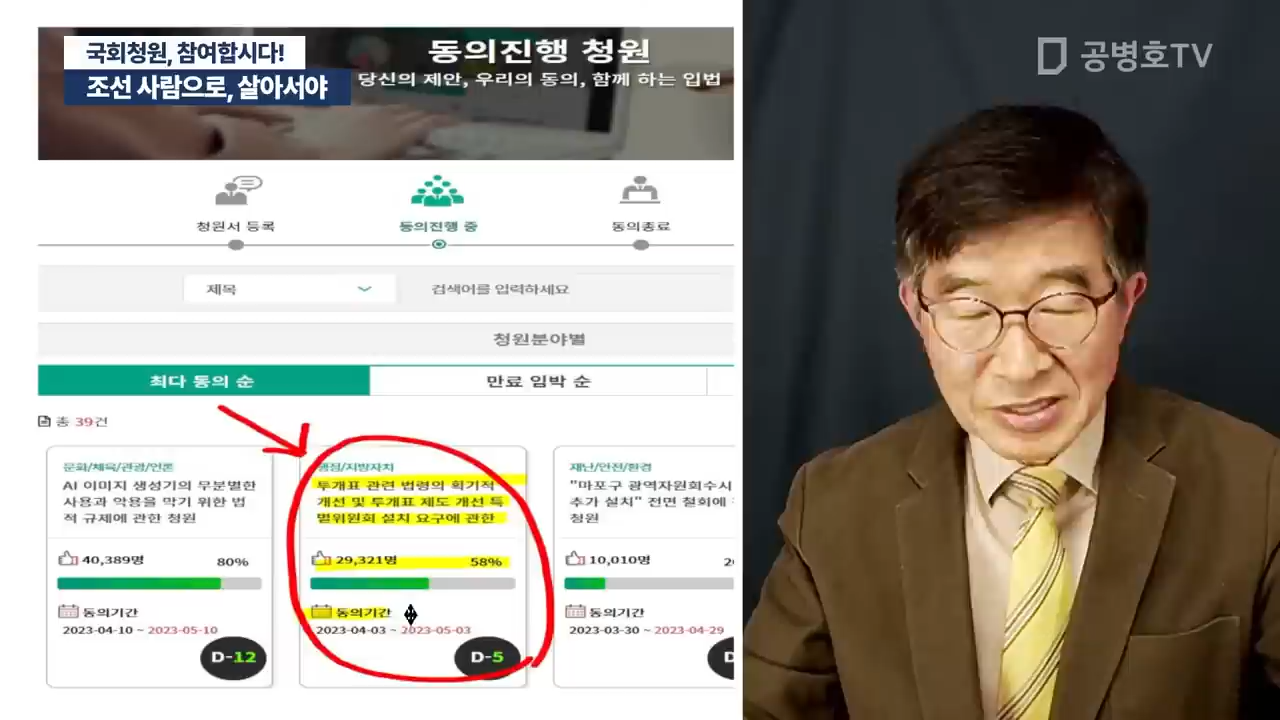 국회청원, 참여합시다!
조선 사람으로, 살아서야
동의진행 청원
당신의 제안, 우리의 동의, 함께 하는 입법
공병호TV
청원서 등록
동의진행 중
동의종료
제목
검색어를 입력하세요
청원분야별
최다 동의 순
만료 임박 순
총 39건
문화/체육/관광/언론
AI 이미지 생성기의 무분별한
사용과 악용을 막기 위한 법
적 규제에 관한 청원
40,389명
80%
동의기간
2023-04-10 ~ 2023-05-10
D-12
행정/지방자치
투개표 관련 법령의 획기적
개선 및 투개표 제도 개선 특
별위원회 설치 요구에 관한
29,321명
58%
동의기간
2023-04-03 ~ 2023-05-03
D-5
재난/안전/환경
"마포구 광역자원회수시
추가 설치" 전면 철회에
청원
10,010명
동의기간
2023-03-30 ~ 2023-04-29